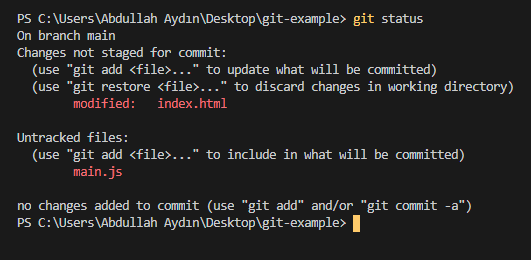 PS C:\Users\Abdullah Aydın\Desktop\git-example> git status
On branch main
Changes not staged for commit:
  (use "git add <file>..." to update what will be committed)
  (use "git restore <file>..." to discard changes in working directory)
        modified:   index.html

Untracked files:
  (use "git add <file>..." to include in what will be committed)
        main.js

no changes added to commit (use "git add" and/or "git commit -a")
PS C:\Users\Abdullah Aydın\Desktop\git-example>